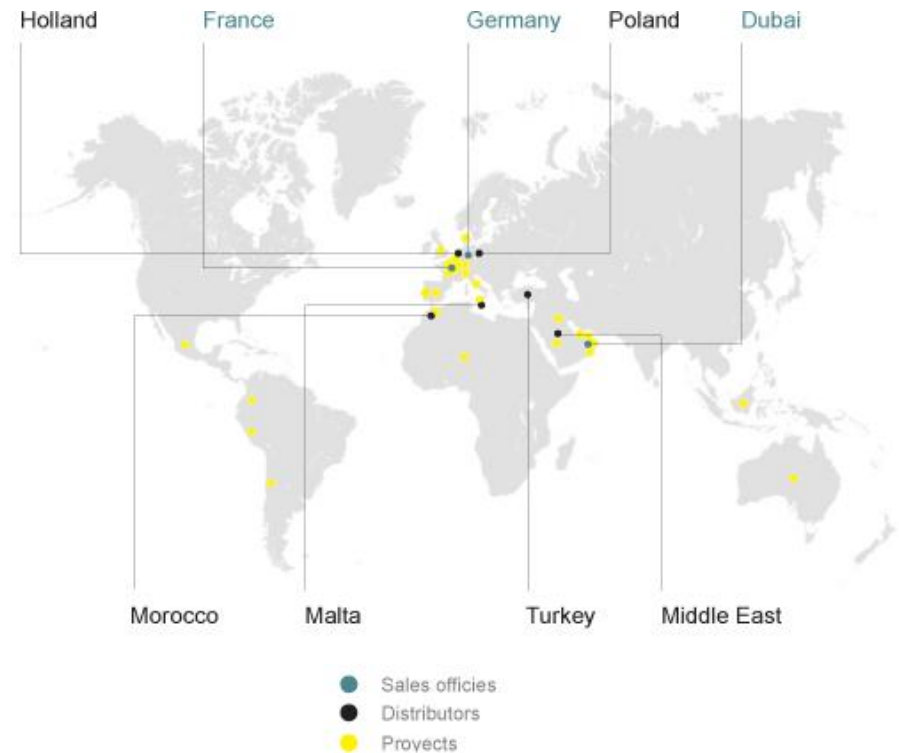 Holland
France
Germany
Poland
Dubai
Morocco
Malta
Turkey
Middle East
Sales officies
Distributors
Proyects